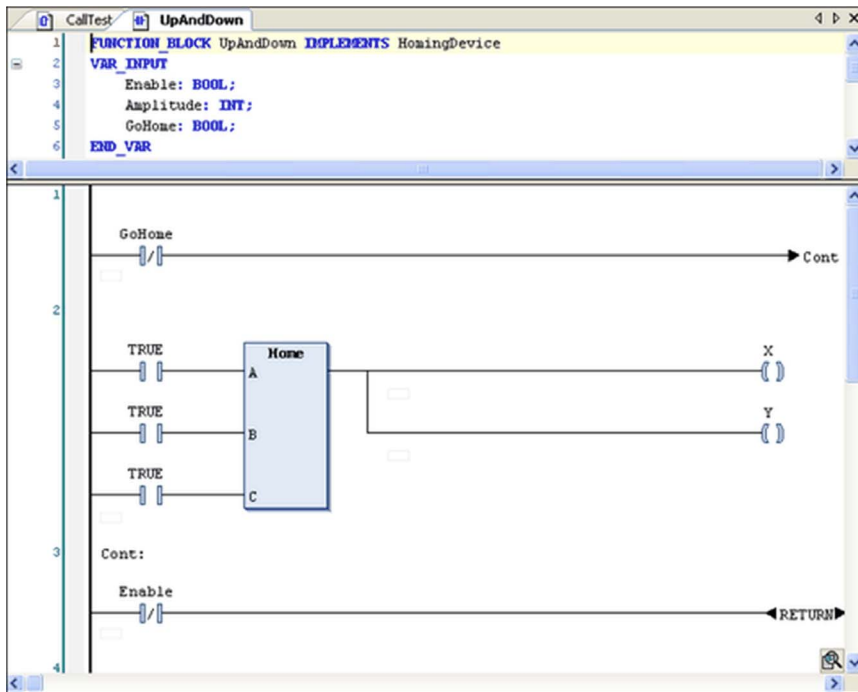 CallTest UpAndDown
1 FUNCTION_BLOCK UpAndDown IMPLEMENTS HomingDevice
2 VAR_INPUT
3 Enable: BOOL;
4 Amplitude: INT;
5 GoHome: BOOL;
6 END_VAR
1
GoHome
Cont
2
TRUE Home X
A
TRUE Y
B
TRUE
C
3 Cont:
Enable
RETURN
4